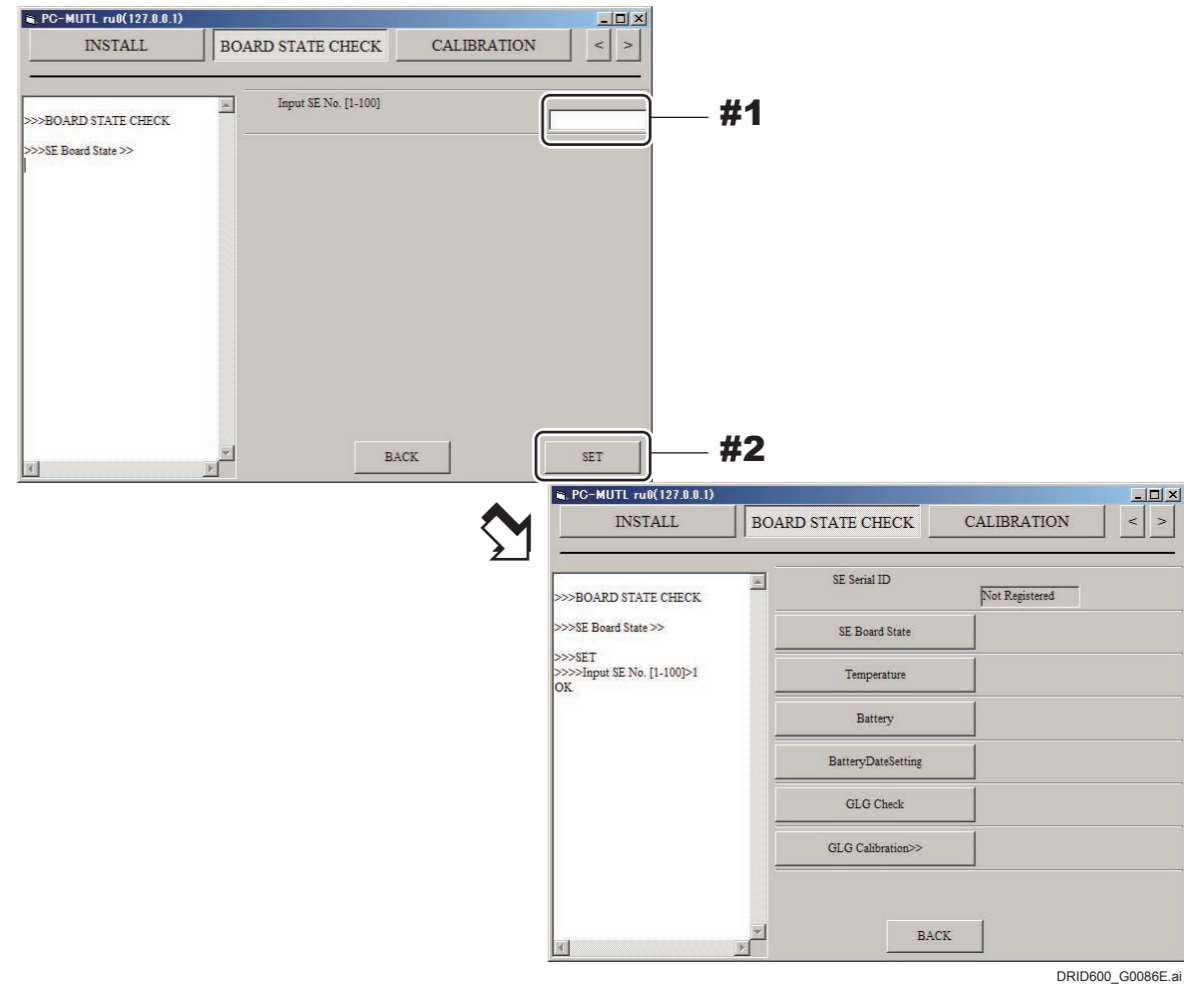 PC-MUTL ru0(127.0.0.1)
INSTALL
BOARD STATE CHECK
CALIBRATION
<
>
>>>BOARD STATE CHECK
>>>SE Board State >>
Input SE No. [1-100]
#1
BACK
SET
#2
PC-MUTL ru0(127.0.0.1)
INSTALL
BOARD STATE CHECK
CALIBRATION
<
>
>>>BOARD STATE CHECK
>>>SE Board State >>
>>>SET
>>>>Input SE No. [1-100]>1
OK
SE Serial ID
Not Registered
SE Board State
Temperature
Battery
BatteryDateSetting
GLG Check
GLG Calibration>>
BACK
DRID600_G0086E.ai